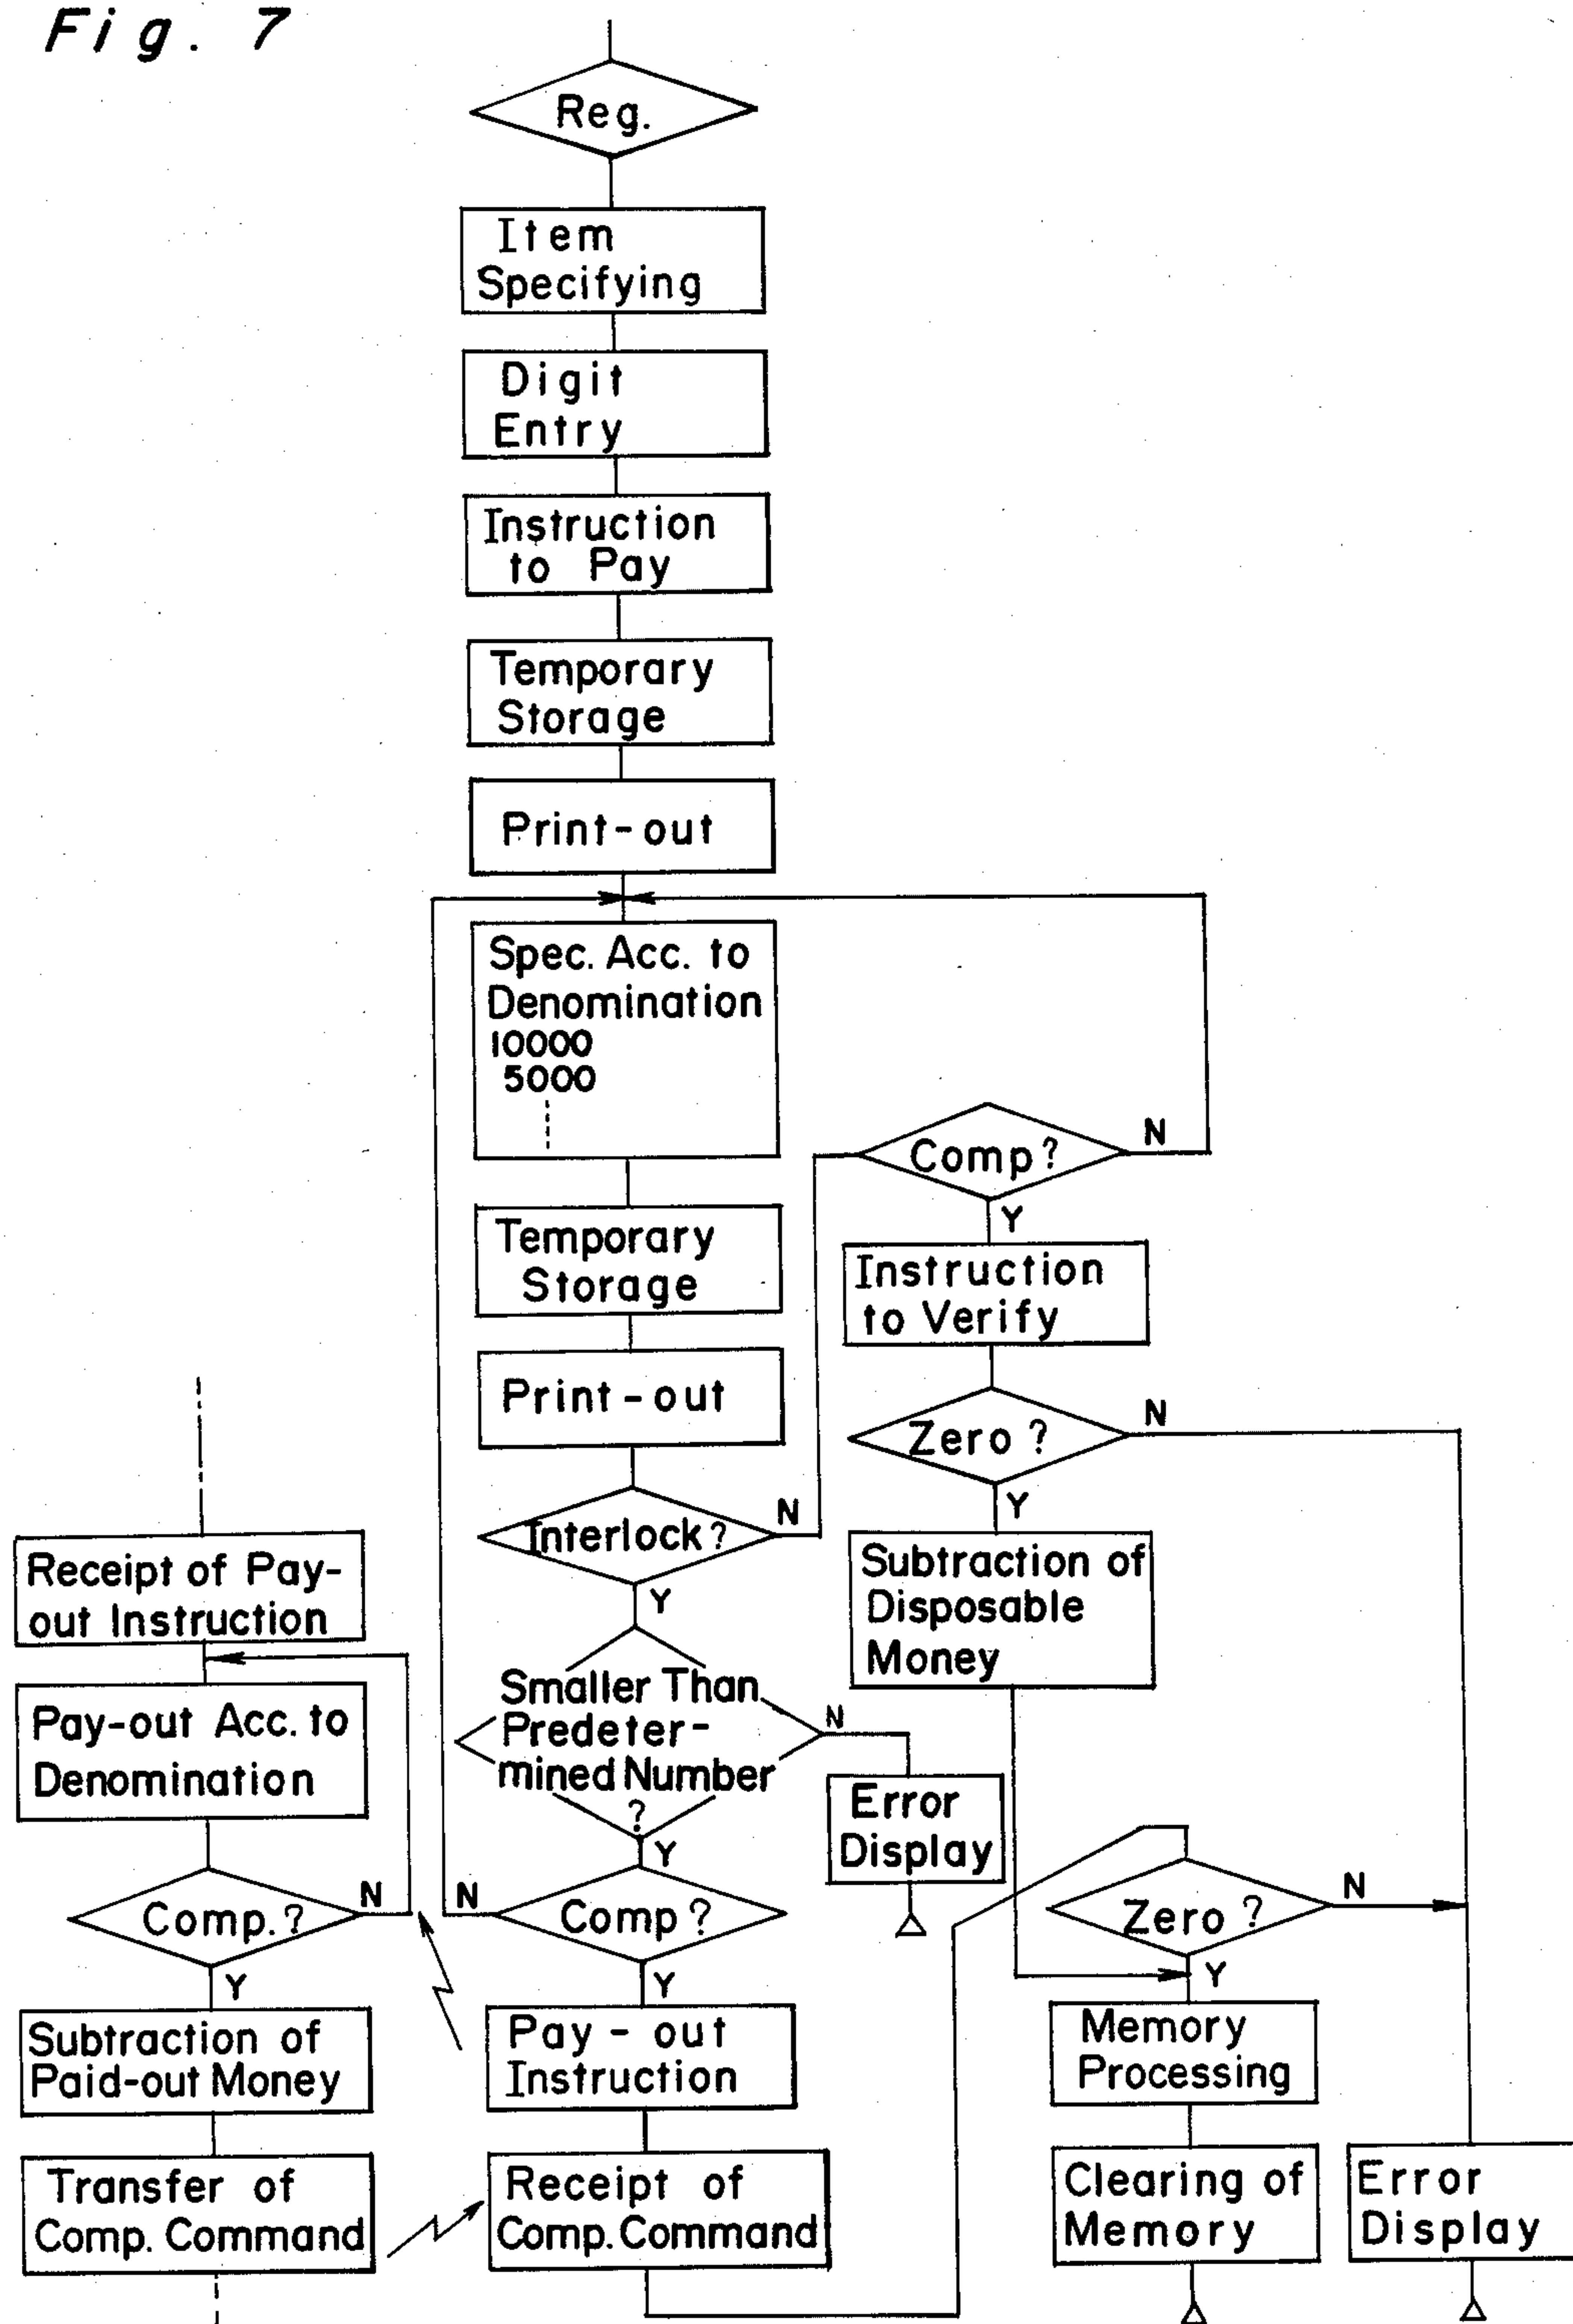 Fig. 7
Reg.
Item
Specifying
Digit
Entry
Instruction
to Pay
Temporary
Storage
Print-out
Spec. Acc. to
Denomination
10000
5000
Temporary
Storage
Print-out
Interlock?
N
Y
Smaller Than
Predeter-
mined Number
?
N
Y
Error
Display
Comp?
N
Y
Pay-out
Instruction
Receipt of
Comp. Command
Comp?
N
Y
Instruction
to Verify
Zero?
N
Y
Subtraction of
Disposable
Money
Zero?
N
Y
Memory
Processing
Clearing of
Memory
Error
Display
Receipt of Pay-
out Instruction
Pay-out Acc. to
Denomination
Comp.?
N
Y
Subtraction of
Paid-out Money
Transfer of
Comp. Command